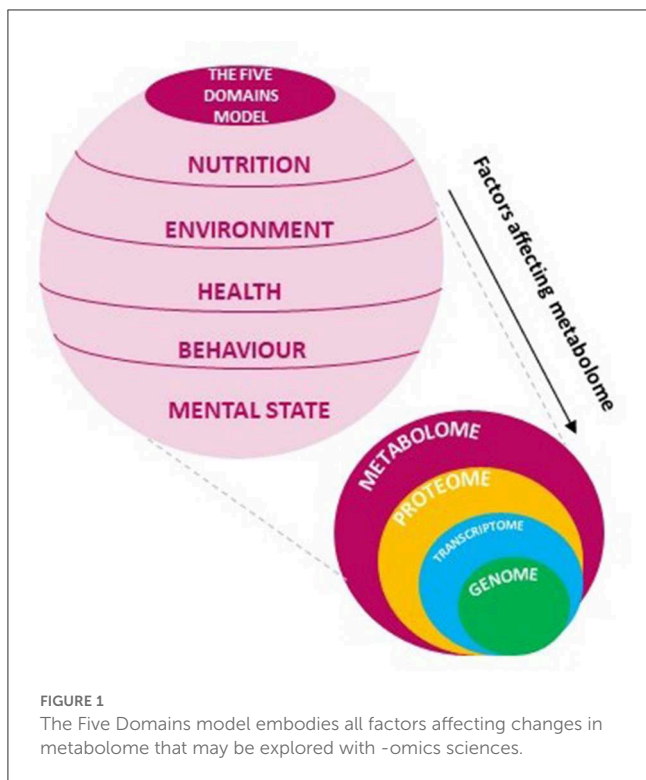 THE FIVE
DOMAINS
MODEL
NUTRITION
ENVIRONMENT
HEALTH
BEHAVIOUR
MENTAL STATE
Factors affecting metabolome
METABOLOME
PROTEOME
TRANSCRIPTOME
GENOME
FIGURE 1
The Five Domains model embodies all factors affecting changes in
metabolome that may be explored with -omics sciences.